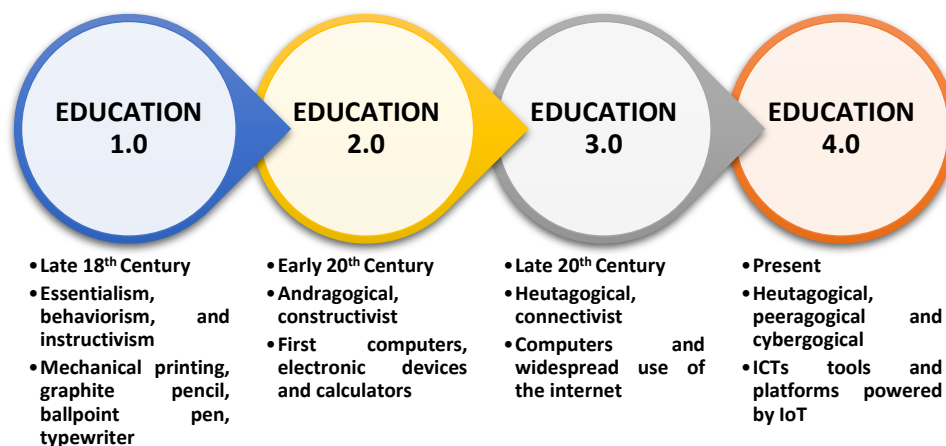 EDUCATION
1.0
EDUCATION
2.0
EDUCATION
3.0
EDUCATION
4.0
•Late 18th Century
•Essentialism,
behaviorism, and
instructivism
•Mechanical printing,
graphite pencil,
ballpoint pen,
typewriter
•Early 20th Century
•Andragogical,
constructivist
•First computers,
electronic devices
and calculators
•Late 20th Century
•Heutagogical,
connectivist
•Computers and
widespread use of
the internet
•Present
•Heutagogical,
peeragogical and
cybergogical
•ICTs tools and
platforms powered
by IoT